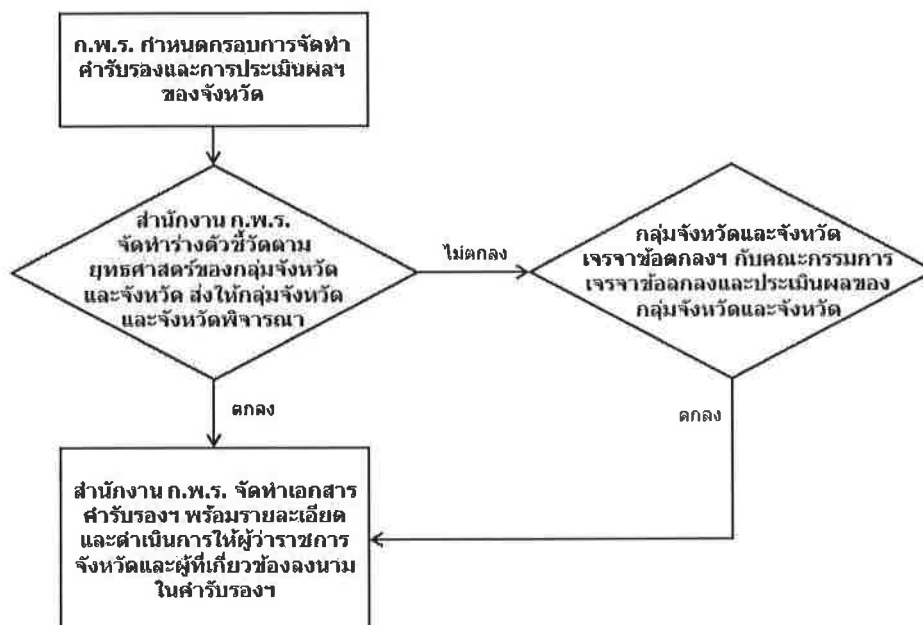 ก.พ.ร. กำหนดกรอบการจัดทำ
คำรับรองและการประเมินผลฯ
ของจังหวัด
สำนักงาน ก.พ.ร.
จัดทำร่างตัวชี้วัดตาม
ยุทธศาสตร์ของกลุ่มจังหวัด
และจังหวัด ส่งให้กลุ่มจังหวัด
และจังหวัดพิจารณา
ไม่ตกลง
กลุ่มจังหวัดและจังหวัด
เจรจาข้อตกลงฯ กับคณะกรรมการ
เจรจาข้อตกลงและประเมินผลของ
กลุ่มจังหวัดและจังหวัด
ตกลง
ตกลง
สำนักงาน ก.พ.ร. จัดทำเอกสาร
คำรับรองฯ พร้อมรายละเอียด
และดำเนินการให้ผู้ว่าราชการ
จังหวัดและผู้ที่เกี่ยวข้องลงนาม
ในคำรับรองฯ